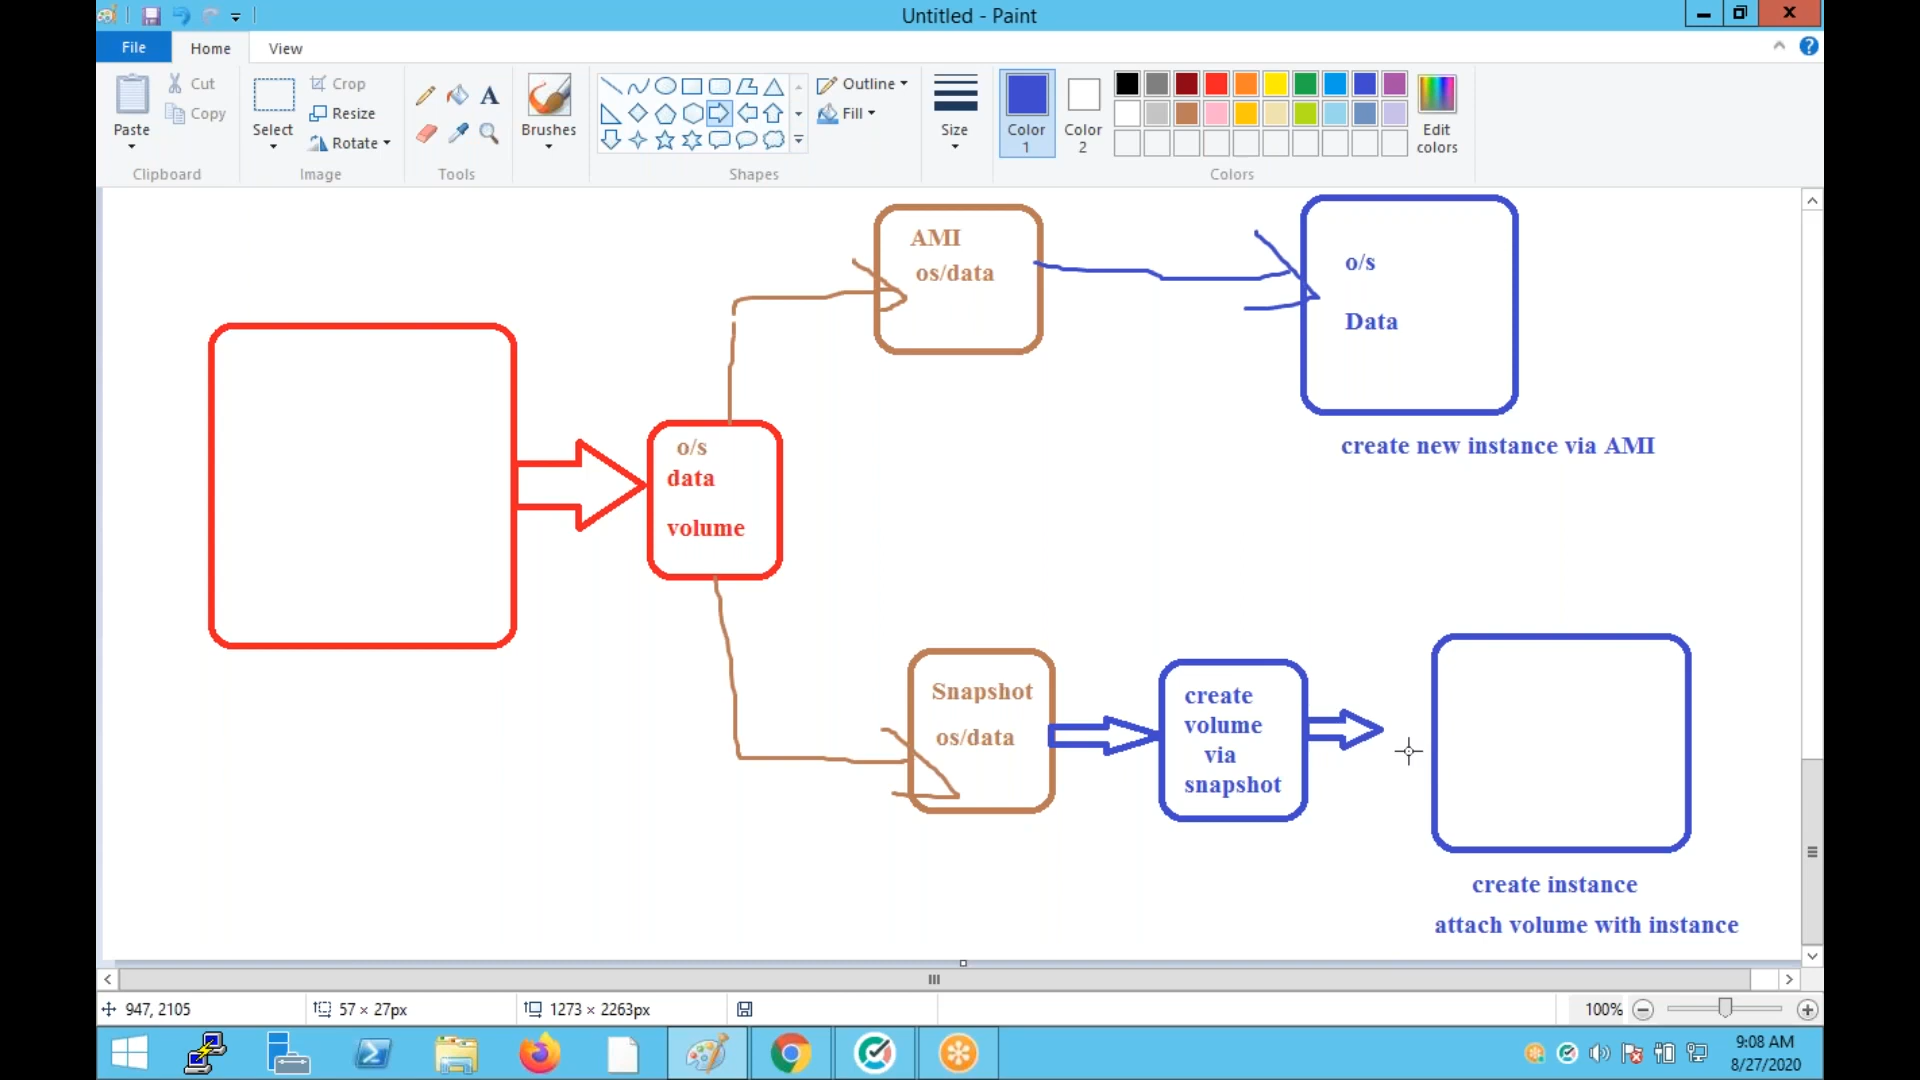 Untitled - Paint
File
Home
View
Paste
Cut
Copy
Clipboard
Select
Crop
Resize
Rotate
Image
Tools
Brushes
Shapes
Outline
Fill
Size
Color
1
Color
2
Edit
colors
Colors
AMI
os/data
o/s
Data
create new instance via AMI
o/s
data
volume
Snapshot
os/data
create
volume
via
snapshot
create instance
attach volume with instance
947, 2105
57 × 27px
1273 × 2263px
100%
9:08 AM
8/27/2020